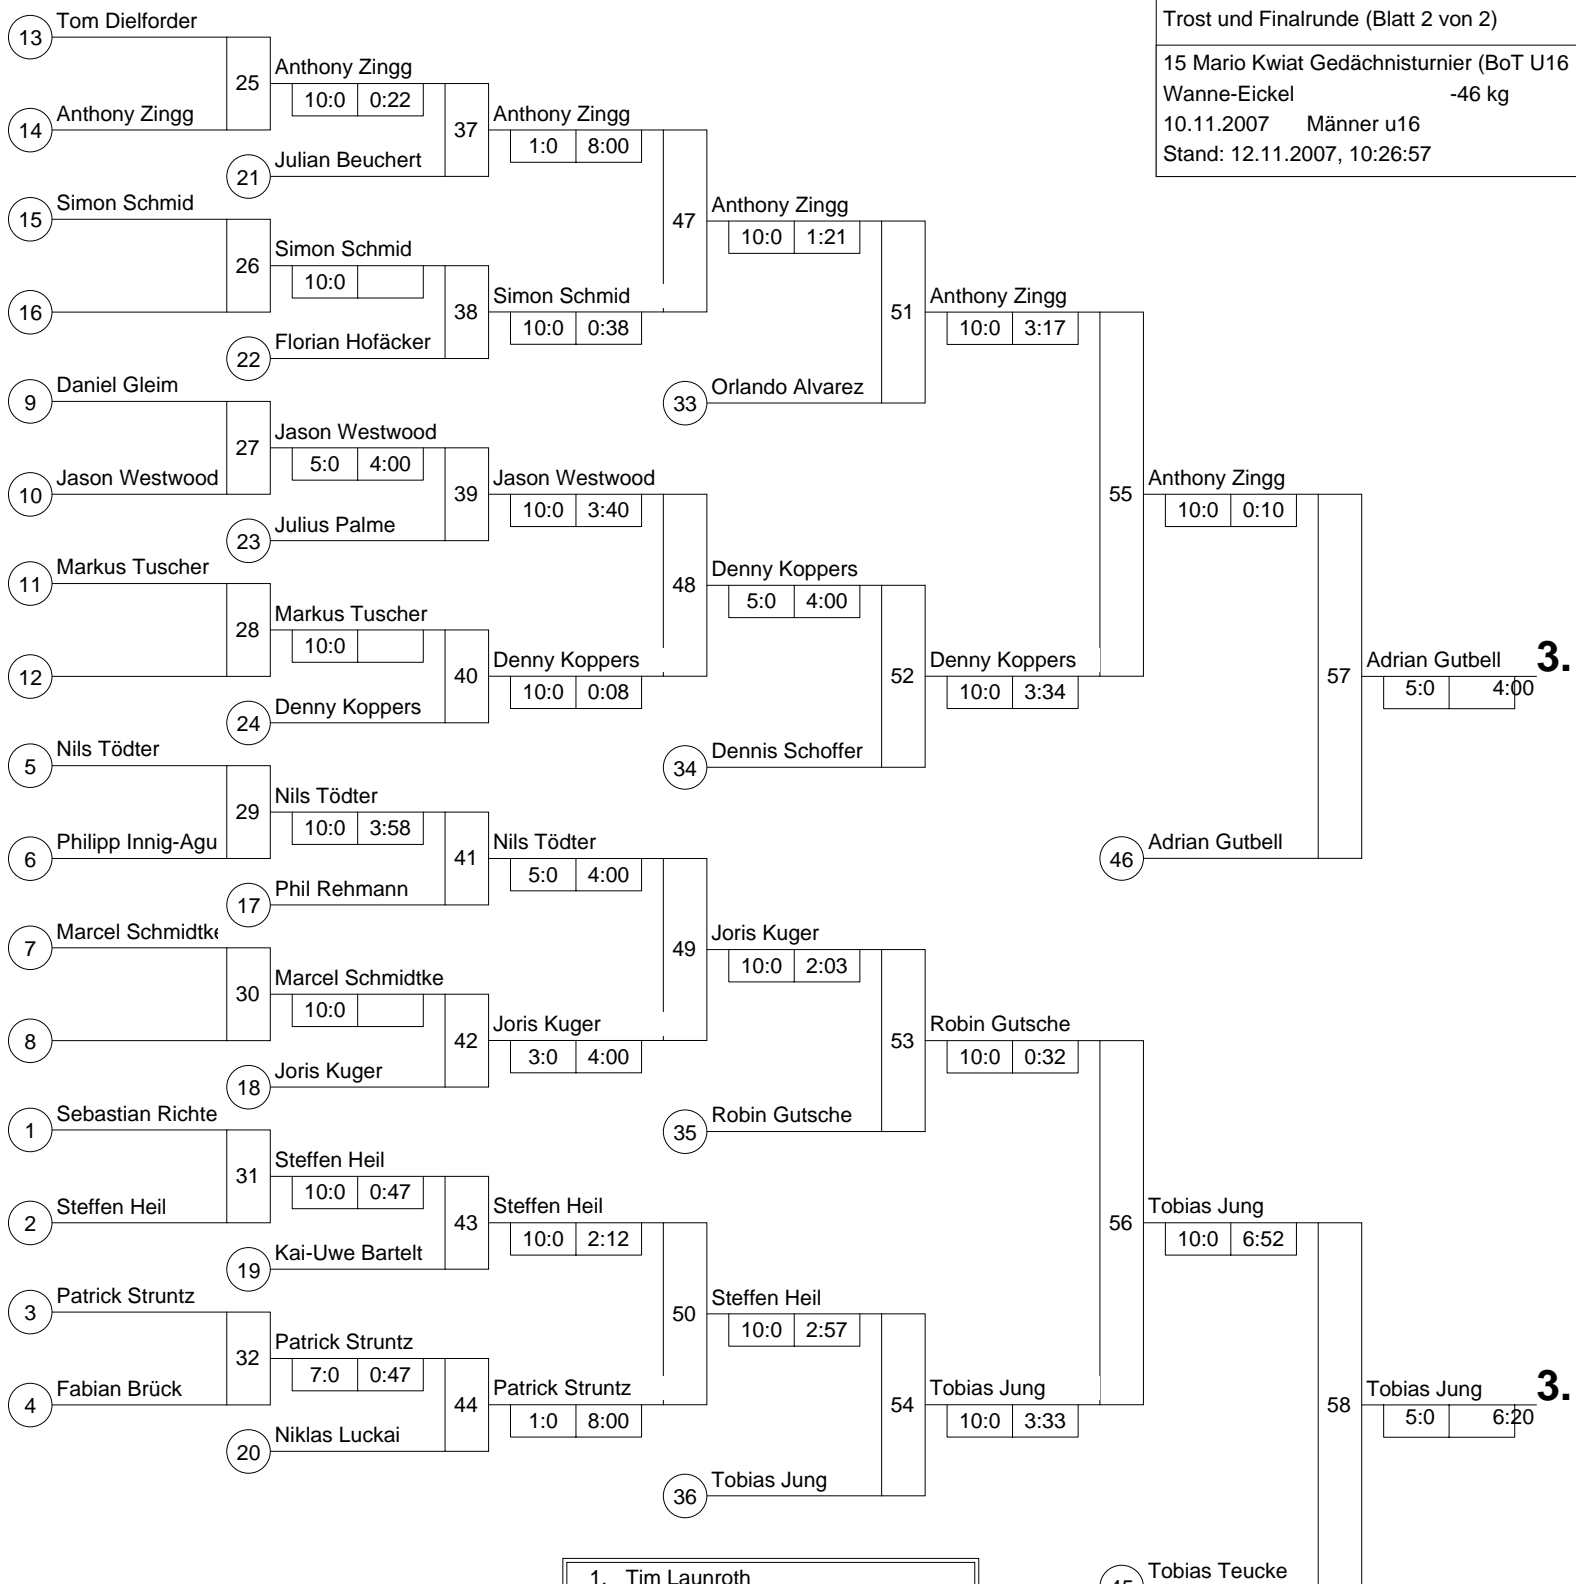 Trost und Finalrunde (Blatt 2 von 2)
15 Mario Kwiat Gedächnisturnier (BoT U16
Wanne-Eickel -46 kg
10.11.2007 Männer u16
Stand: 12.11.2007, 10:26:57
13 Tom Dielforder
25 Anthony Zingg
10:0 0:22
14 Anthony Zingg
37 Anthony Zingg
1:0 8:00
21 Julian Beuchert
15 Simon Schmid
47 Anthony Zingg
10:0 1:21
26 Simon Schmid
10:0
16
38 Simon Schmid
10:0 0:38
22 Florian Hofäcker
51 Anthony Zingg
10:0 3:17
33 Orlando Alvarez
9 Daniel Gleim
27 Jason Westwood
5:0 4:00
10 Jason Westwood
39 Jason Westwood
10:0 3:40
23 Julius Palme
55 Anthony Zingg
10:0 0:10
11 Markus Tuscher
48 Denny Koppers
5:0 4:00
28 Markus Tuscher
10:0
12
40 Denny Koppers
10:0 0:08
24 Denny Koppers
52 Denny Koppers
10:0 3:34
34 Dennis Schoffer
57 Adrian Gutbell 3.
5:0 4:00
5 Nils Tödter
29 Nils Tödter
10:0 3:58
6 Philipp Innig-Agu
41 Nils Tödter
5:0 4:00
46 Adrian Gutbell
17 Phil Rehmann
7 Marcel Schmidtke
49 Joris Kuger
10:0 2:03
30 Marcel Schmidtke
10:0
8
42 Joris Kuger
3:0 4:00
18 Joris Kuger
53 Robin Gutsche
10:0 0:32
35 Robin Gutsche
1 Sebastian Richte
31 Steffen Heil
10:0 0:47
2 Steffen Heil
43 Steffen Heil
10:0 2:12
19 Kai-Uwe Bartelt
56 Tobias Jung
10:0 6:52
3 Patrick Struntz
50 Steffen Heil
10:0 2:57
32 Patrick Struntz
7:0 0:47
4 Fabian Brück
44 Patrick Struntz
1:0 8:00
20 Niklas Luckai
54 Tobias Jung
10:0 3:33
36 Tobias Jung
58 Tobias Jung 3.
5:0 6:20
1. Tim Launroth
45 Tobias Teucke